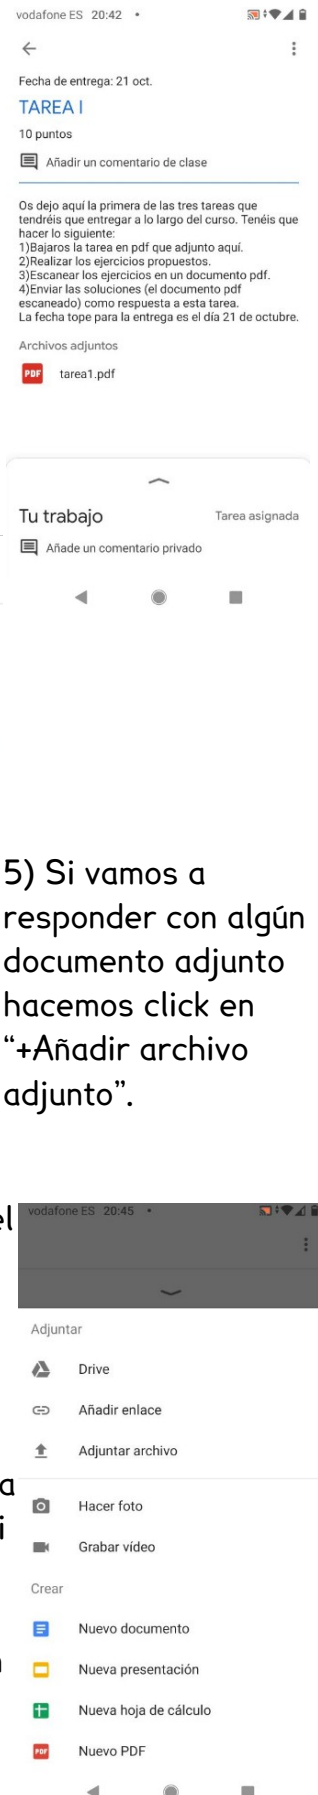 vodafone ES 20:42 •
Fecha de entrega: 21 oct.
TAREA I
10 puntos
Añadir un comentario de clase
Os dejo aquí la primera de las tres tareas que
tendréis que entregar a lo largo del curso. Tenéis que
hacer lo siguiente:
1)Bajaros la tarea en pdf que adjunto aquí.
2)Realizar los ejercicios propuestos.
3)Escanear los ejercicios en un documento pdf.
4)Enviar las soluciones (el documento pdf
escaneado) como respuesta a esta tarea.
La fecha tope para la entrega es el día 21 de octubre.
Archivos adjuntos
PDF tarea1.pdf
Tu trabajo Tarea asignada
Añade un comentario privado
5) Si vamos a
responder con algún
documento adjunto
hacemos click en
“+Añadir archivo
adjunto”.
el
vodafone ES 20:45 •
Adjuntar
Drive
Añadir enlace
Adjuntar archivo
a
Hacer foto
i
Grabar vídeo
Crear
Nuevo documento
Nueva presentación
Nueva hoja de cálculo
PDF Nuevo PDF